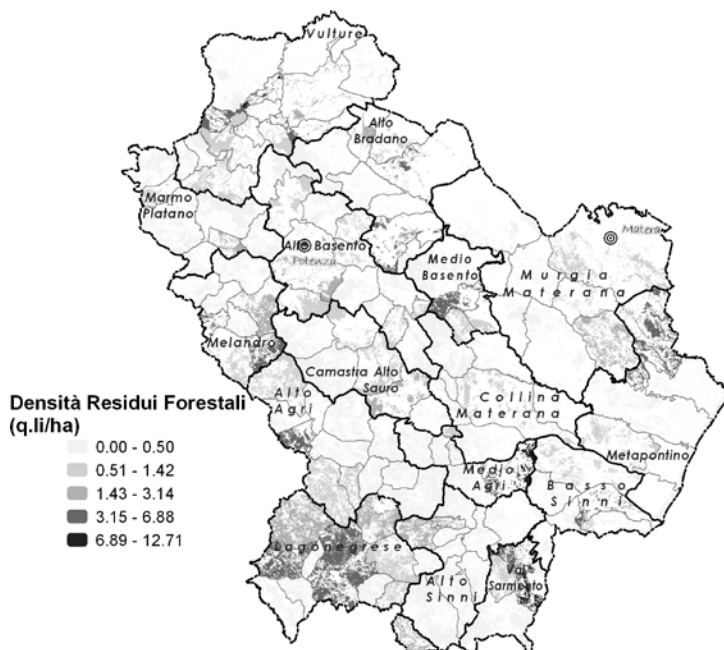 Vulture
Alto
Bradano
Marmo
Platano
Alto Basento
Potenza
Matera
Medio
Basento
Murgia
Materana
Melandro
Camastra Alto
Sauro
Alto
Agri
Collina
Materana
Densità Residui Forestali
(q.li/ha)
0.00 - 0.50
0.51 - 1.42
1.43 - 3.14
3.15 - 6.88
6.89 - 12.71
Medio
Agri
Metapontino
Basso
Sinni
Lagonegrese
Alto
Sinni
Val
Sarmento